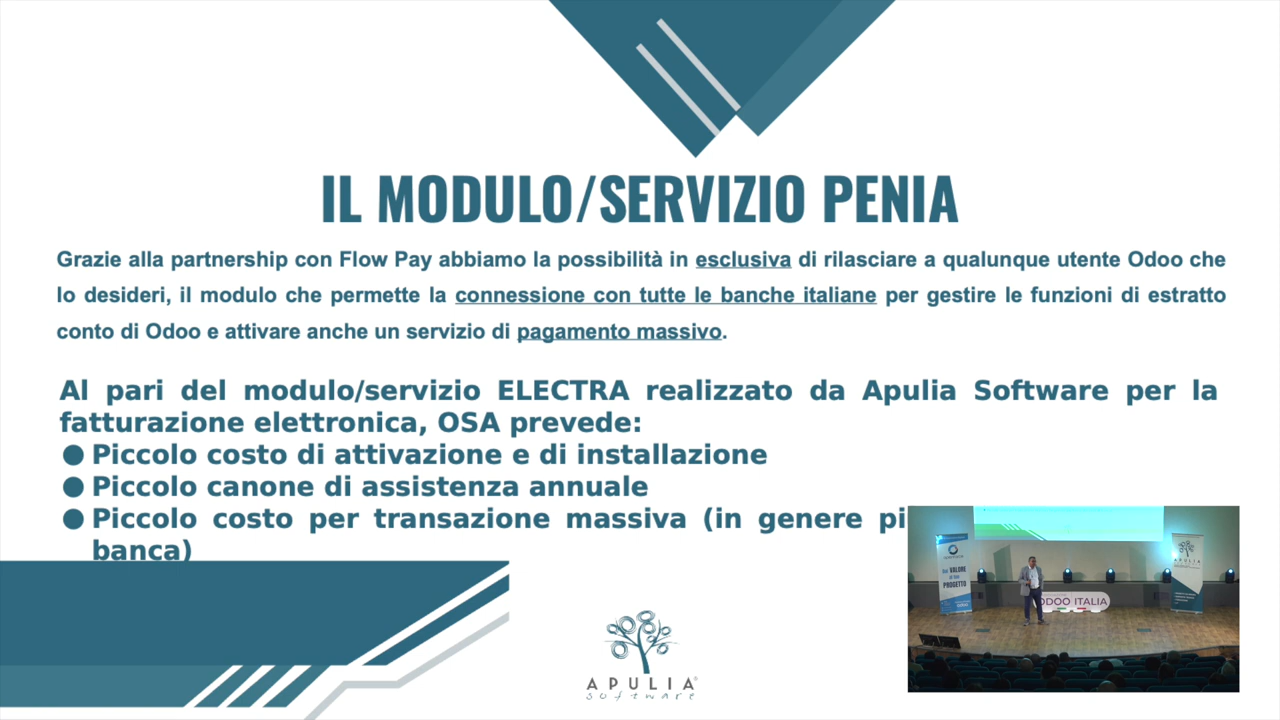 IL MODULO/SERVIZIO PENIA
Grazie alla partnership con Flow Pay abbiamo la possibilità in esclusiva di rilasciare a qualunque utente Odoo che
lo desideri, il modulo che permette la connessione con tutte le banche italiane per gestire le funzioni di estratto
conto di Odoo e attivare anche un servizio di pagamento massivo.
Al pari del modulo/servizio ELECTRA realizzato da Apulia Software per la
fatturazione elettronica, OSA prevede:
● Piccolo costo di attivazione e di installazione
● Piccolo canone di assistenza annuale
● Piccolo costo per transazione massiva (in genere pi
banca)
VALORE
PROGETTO
ODOO ITALIA
APULIA
APULIA
software